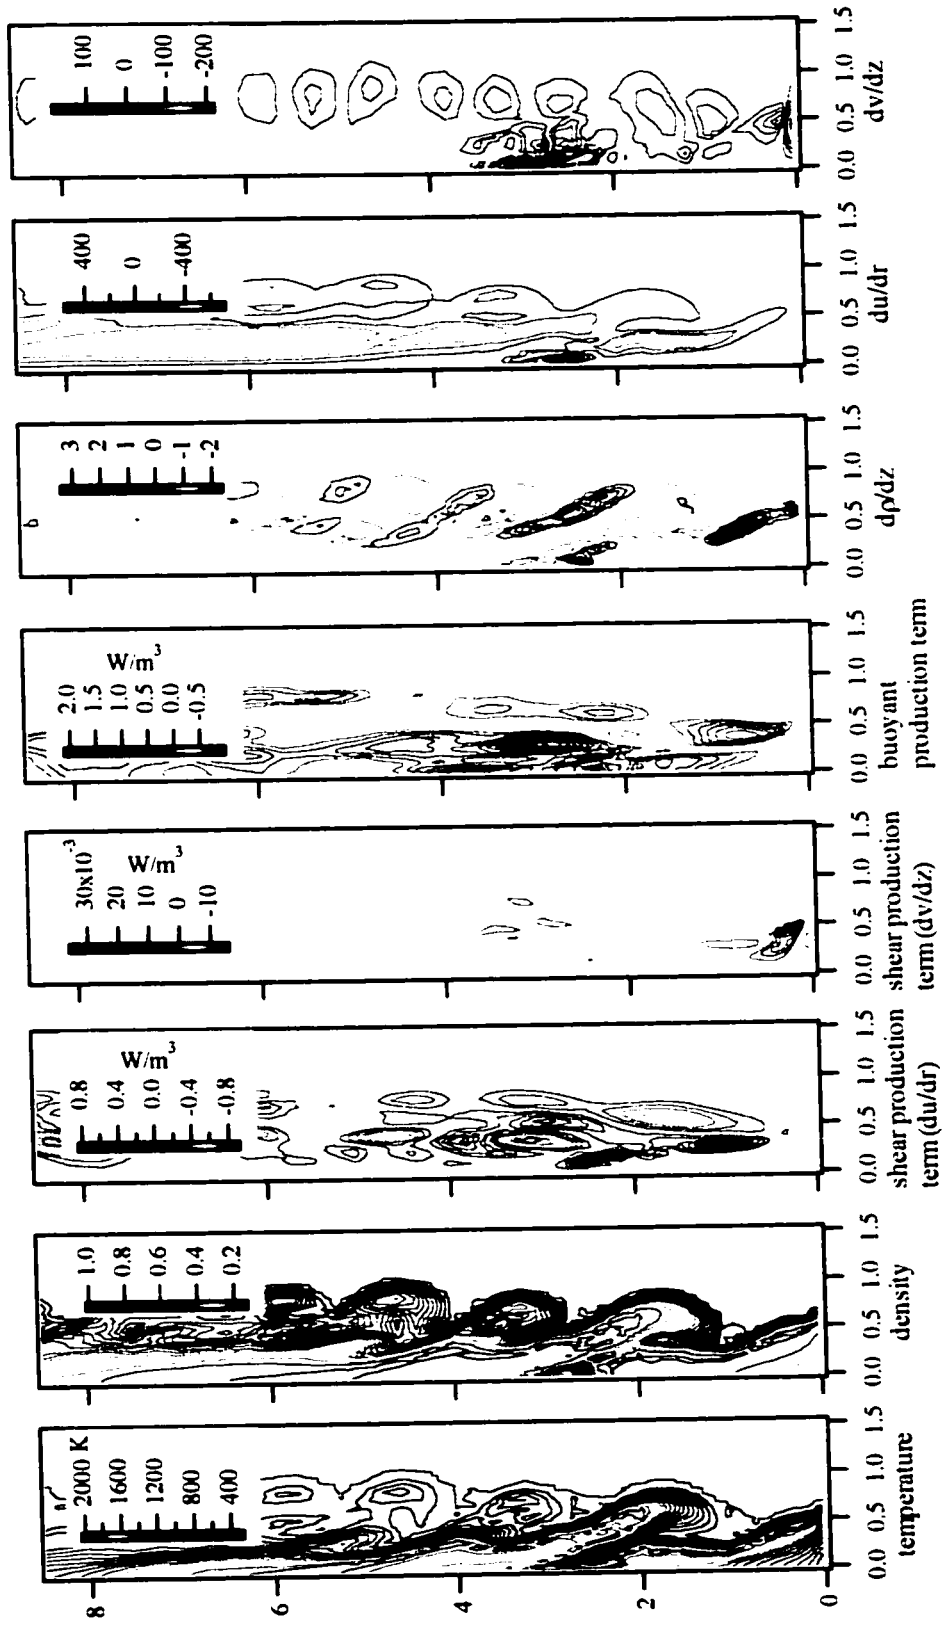 100
0
-100
-200
0.0 0.5 1.0 1.5
dv/dz
400
0
-400
0.0 0.5 1.0 1.5
du/dr
3
2
1
0
-1
-2
0.0 0.5 1.0 1.5
dρ/dz
W/m³
2.0
1.5
1.0
0.5
0.0
-0.5
0.0 0.5 1.0 1.5
buoyant
production term
30x10⁻³
W/m³
20
10
0
-10
0.0 0.5 1.0 1.5
shear production
term (dv/dz)
W/m³
0.8
0.4
0.0
-0.4
-0.8
0.0 0.5 1.0 1.5
shear production
term (du/dr)
1.0
0.8
0.6
0.4
0.2
0.0 0.5 1.0 1.5
density
2000 K
1600
1200
800
400
0.0 0.5 1.0 1.5
temperature
8
6
4
2
0